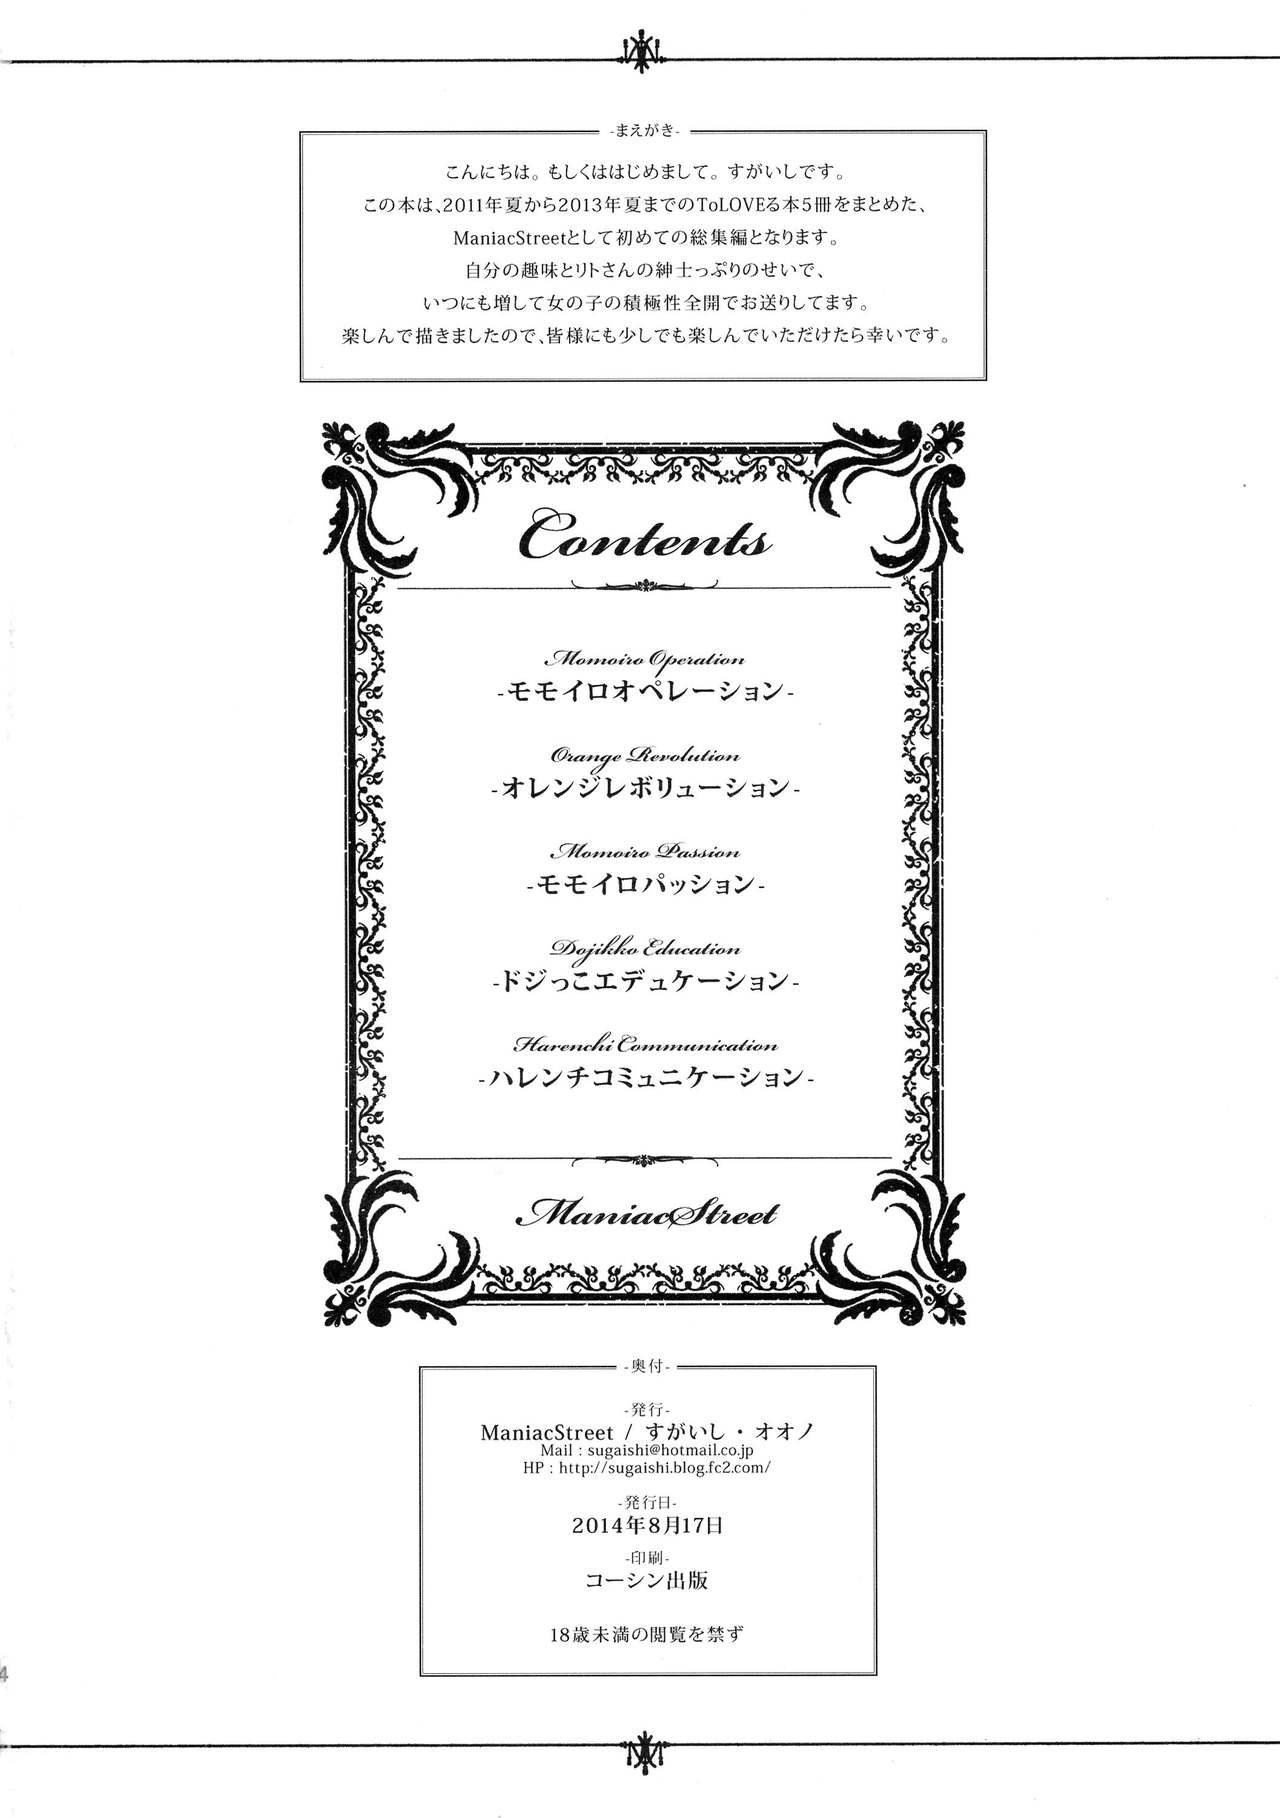 -まえがき-
こんにちは。もしくははじめまして。すがいしです。
この本は、2011年夏から2013年夏までのToLOVEる本5冊をまとめた、
ManiacStreetとして初めての総集編となります。
自分の趣味とリトさんの紳士っぷりのせいで、
いつにも増して女の子の積極性全開でお送りしてます。
楽しんで描きましたので、皆様にも少しでも楽しんでいただけたら幸いです。
Contents
Momoiro Operation
-モモイロオペレーション-
Orange Revolution
-オレンジレボリューション-
Momoiro Passion
-モモイロパッション-
Dojikko Education
-ドジっこエデュケーション-
Harenchi Communication
-ハレンチコミュニケーション-
ManiacStreet
-奥付-
-発行-
ManiacStreet / すがいし・オオノ
Mail : sugaishi@hotmail.co.jp
HP : http://sugaishi.blog.fc2.com/
-発行日-
2014年8月17日
-印刷-
コーシン出版
18歳未満の閲覧を禁ず
4